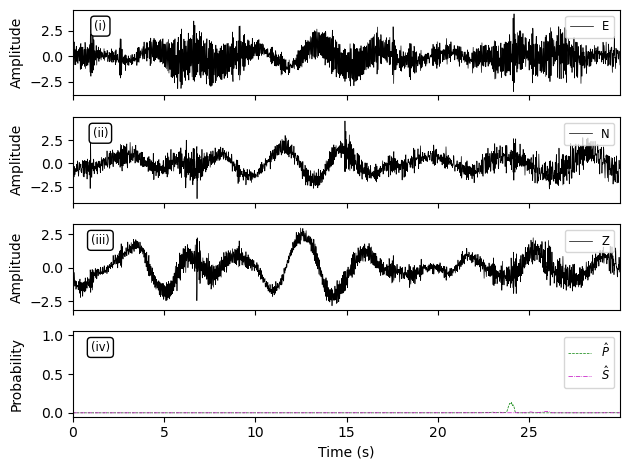 (i)
E
Amplitude
2.5
0.0
−2.5
(ii)
N
Amplitude
2.5
0.0
−2.5
(iii)
Z
Amplitude
2.5
0.0
−2.5
(iv)
P̂
Ŝ
Probability
1.0
0.5
0.0
0 5 10 15 20 25
Time (s)